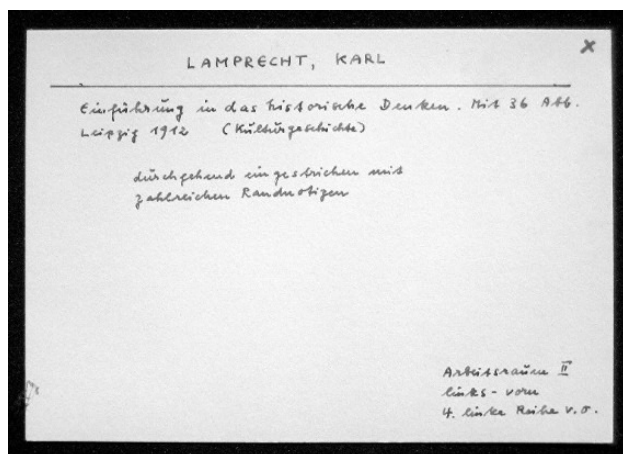 LAMPRECHT, KARL
x
Einführung in das historische Denken. Mit 36 Abb.
Leipzig 1912 (Kulturgeschichte)
durchgehend eingestrichen mit
zahlreichen Randnotizen
Arbeitsraum II
links - vorn
4. linke Reihe v. o.